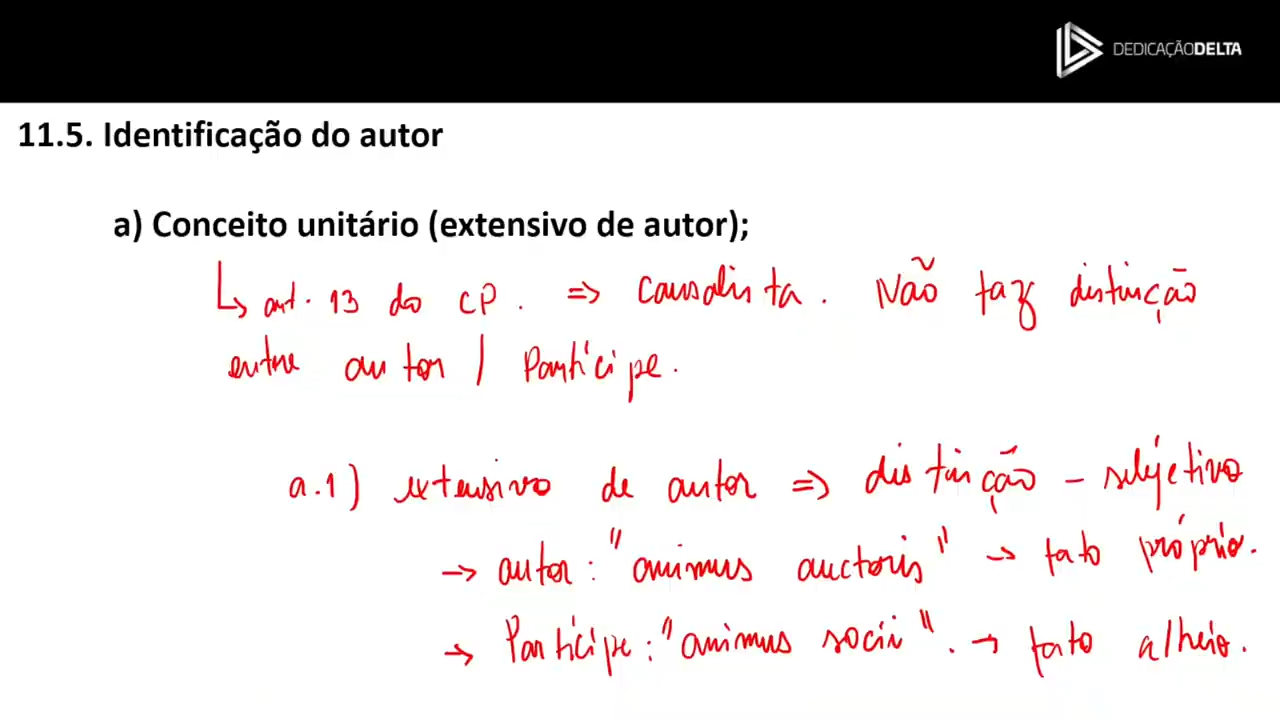 DEDICAÇÃODELTA
11.5. Identificação do autor
a) Conceito unitário (extensivo de autor);
↳ art. 13 do CP. => causalista. Não faz distinção
entre autor / Partícipe.
a.1) extensivo de autor => distinção - subjetivo
→ autor: "animus auctoris" → fato próprio.
→ Partícipe: "animus socii". → fato alheio.